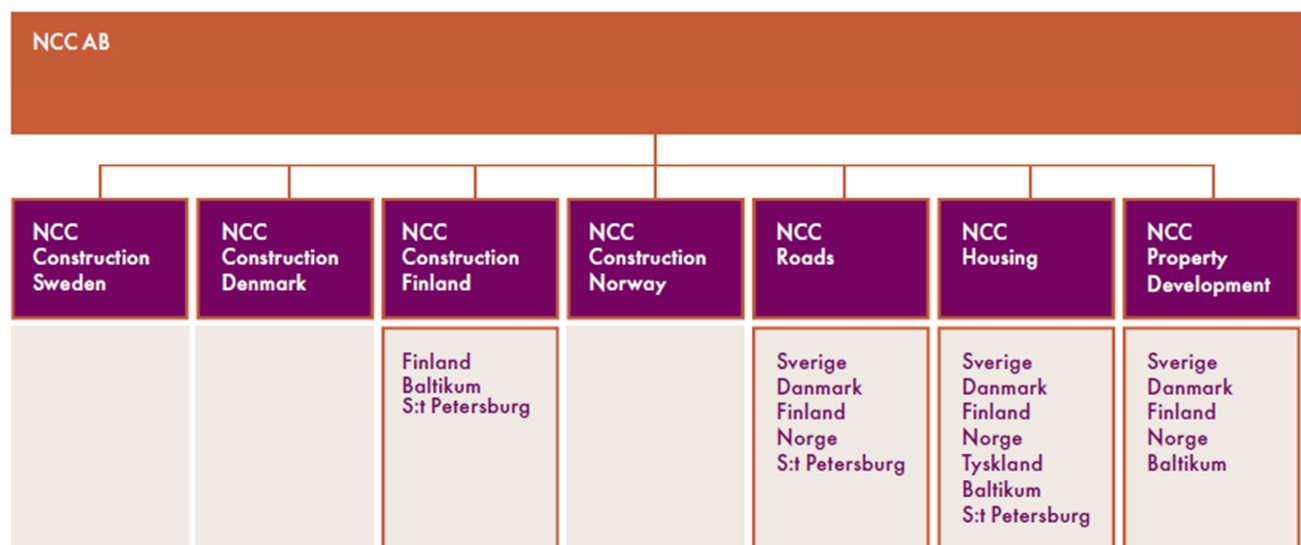 NCC AB
NCC
Construction
Sweden
NCC
Construction
Denmark
NCC
Construction
Finland
NCC
Construction
Norway
NCC
Roads
NCC
Housing
NCC
Property
Development
Finland
Baltikum
S:t Petersburg
Sverige
Danmark
Finland
Norge
S:t Petersburg
Sverige
Danmark
Finland
Norge
Tyskland
Baltikum
S:t Petersburg
Sverige
Danmark
Finland
Norge
Baltikum